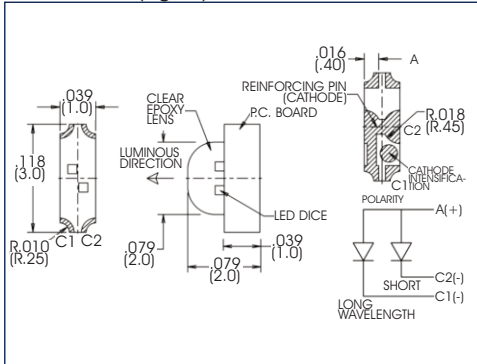 .039
(1.0)
.118
(3.0)
R.010
(R.25)
C1 C2
CLEAR
EPOXY
LENS
P.C. BOARD
LUMINOUS
DIRECTION
LED DICE
.079
(2.0)
.039
(1.0)
.079
(2.0)
.016
(.40)
A
REINFORCING PIN
(CATHODE)
R.018
(R.45)
C2
CATHODE
INTENSIFICA-
TION
C1
POLARITY
A(+)
C2(-)
SHORT
C1(-)
LONG
WAVELENGTH